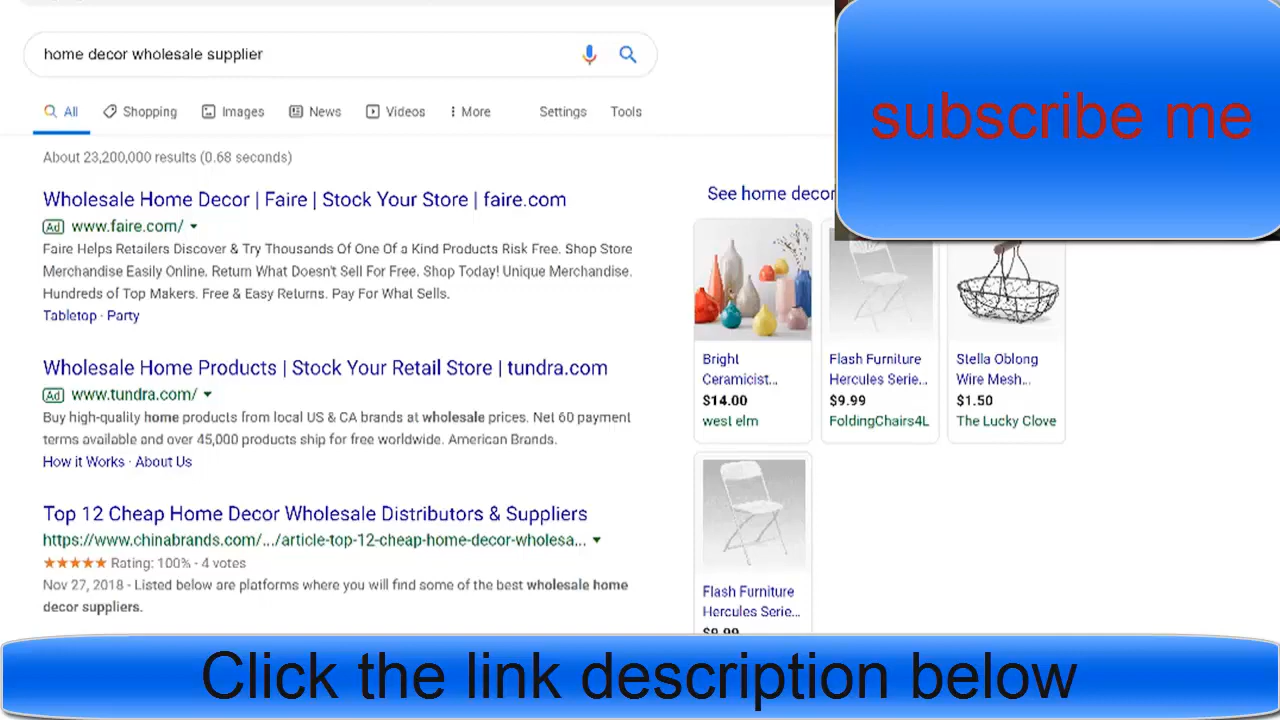 home decor wholesale supplier
All Shopping Images News Videos More Settings Tools
About 23,200,000 results (0.68 seconds)
Wholesale Home Decor | Faire | Stock Your Store | faire.com
Ad www.faire.com/
Faire Helps Retailers Discover & Try Thousands Of One Of a Kind Products Risk Free. Shop Store
Merchandise Easily Online. Return What Doesn't Sell For Free. Shop Today! Unique Merchandise.
Hundreds of Top Makers. Free & Easy Returns. Pay For What Sells.
Tabletop · Party
Wholesale Home Products | Stock Your Retail Store | tundra.com
Ad www.tundra.com/
Buy high-quality home products from local US & CA brands at wholesale prices. Net 60 payment
terms available and over 45,000 products ship for free worldwide. American Brands.
How it Works · About Us
Top 12 Cheap Home Decor Wholesale Distributors & Suppliers
https://www.chinabrands.com/.../article-top-12-cheap-home-decor-wholesa...
Rating: 100% - 4 votes
Nov 27, 2018 - Listed below are platforms where you will find some of the best wholesale home
decor suppliers.
subscribe me
See home decor
Bright
Ceramicist...
$14.00
west elm
Flash Furniture
Hercules Serie...
$9.99
FoldingChairs4L
Stella Oblong
Wire Mesh...
$1.50
The Lucky Clove
Flash Furniture
Hercules Serie...
$9.99
Click the link description below